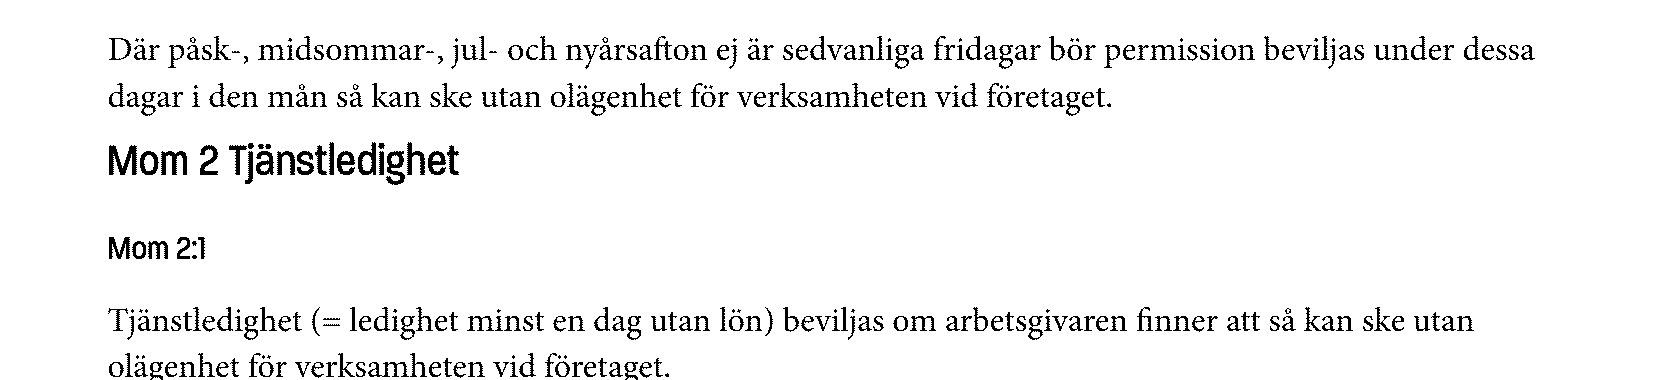 Där påsk-, midsommar-, jul- och nyårsafton ej är sedvanliga fridagar bör permission beviljas under dessa
dagar i den mån så kan ske utan olägenhet för verksamheten vid företaget.
Mom 2 Tjänstledighet
Mom 2:1
Tjänstledighet (= ledighet minst en dag utan lön) beviljas om arbetsgivaren finner att så kan ske utan
olägenhet för verksamheten vid företaget.